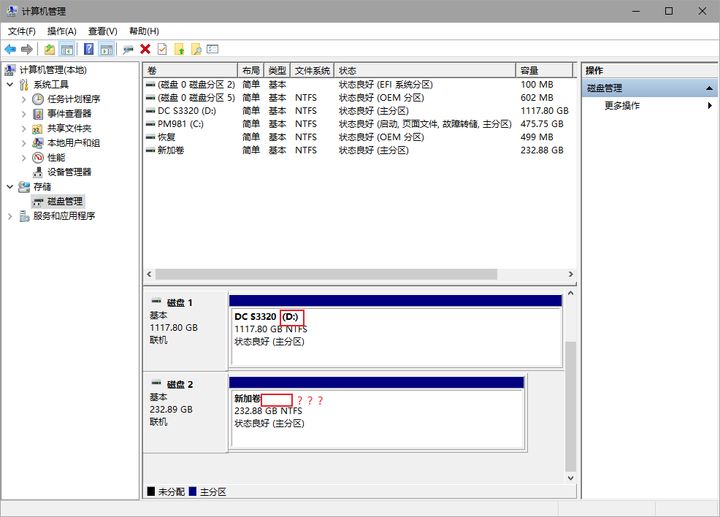 计算机管理
文件(F) 操作(A) 查看(V) 帮助(H)
计算机管理(本地)
系统工具
任务计划程序
事件查看器
共享文件夹
本地用户和组
性能
设备管理器
存储
磁盘管理
服务和应用程序
卷 布局 类型 文件系统 状态 容量
(磁盘 0 磁盘分区 2) 简单 基本 状态良好 (EFI 系统分区) 100 MB
(磁盘 0 磁盘分区 5) 简单 基本 NTFS 状态良好 (OEM 分区) 602 MB
DC S3320 (D:) 简单 基本 NTFS 状态良好 (主分区) 1117.80 GB
PM981 (C:) 简单 基本 NTFS 状态良好 (启动, 页面文件, 故障转储, 主分区) 475.75 GB
恢复 简单 基本 NTFS 状态良好 (OEM 分区) 499 MB
新加卷 简单 基本 NTFS 状态良好 (主分区) 232.88 GB
磁盘 1
基本
1117.80 GB
联机
DC S3320 (D:)
1117.80 GB NTFS
状态良好 (主分区)
磁盘 2
基本
232.89 GB
联机
新加卷 ？？？
232.88 GB NTFS
状态良好 (主分区)
未分配 主分区
操作
磁盘管理
更多操作